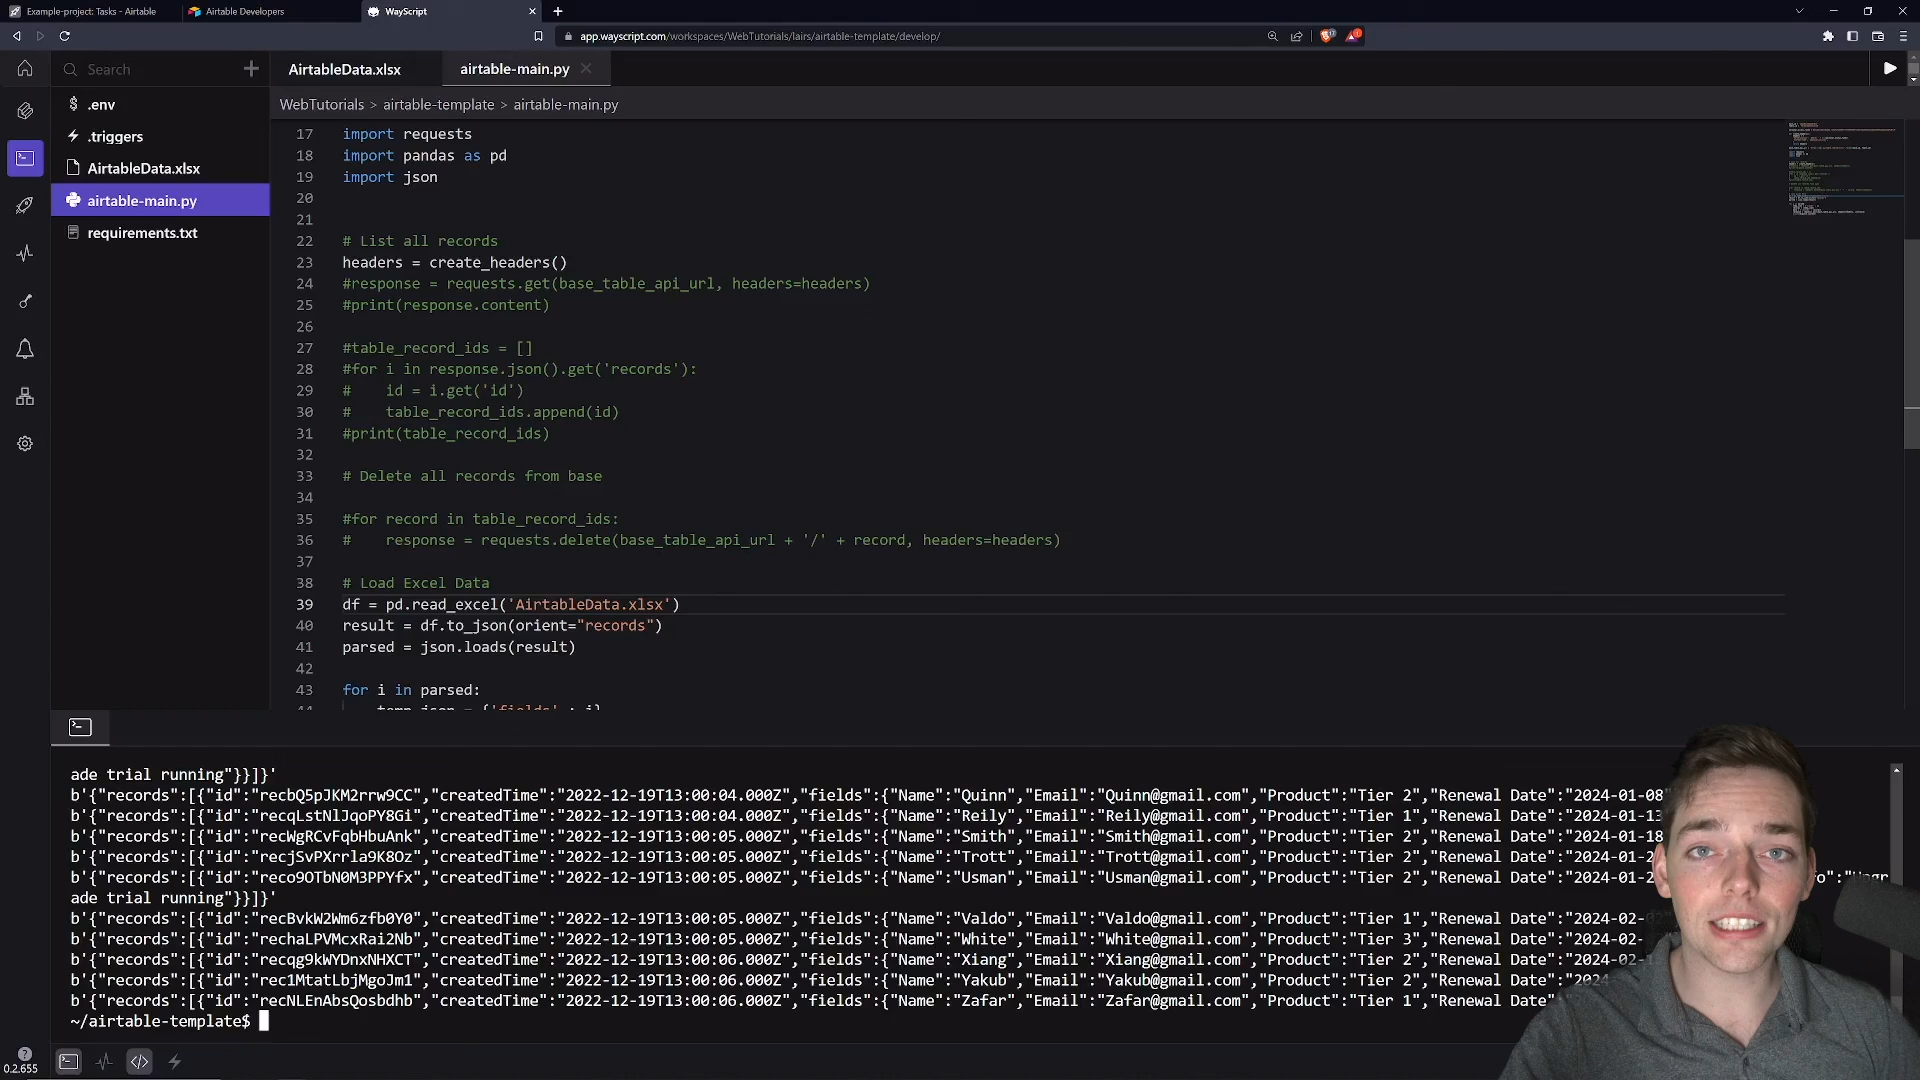 Example-project: Tasks - Airtable
Airtable Developers
WayScript
app.wayscript.com/workspaces/WebTutorials/lairs/airtable-template/develop/
Search
AirtableData.xlsx
airtable-main.py
.env
WebTutorials > airtable-template > airtable-main.py
.triggers
AirtableData.xlsx
airtable-main.py
requirements.txt
17 import requests
18 import pandas as pd
19 import json
20
21
22 # List all records
23 headers = create_headers()
24 #response = requests.get(base_table_api_url, headers=headers)
25 #print(response.content)
26
27 #table_record_ids = []
28 #for i in response.json().get('records'):
29 #    id = i.get('id')
30 #    table_record_ids.append(id)
31 #print(table_record_ids)
32
33 # Delete all records from base
34
35 #for record in table_record_ids:
36 #    response = requests.delete(base_table_api_url + '/' + record, headers=headers)
37
38 # Load Excel Data
39 df = pd.read_excel('AirtableData.xlsx')
40 result = df.to_json(orient="records")
41 parsed = json.loads(result)
42
43 for i in parsed:
44 temp_json = {'fields' : i}
ade trial running"}}]}'
b'{"records":[{"id":"recbQ5pJKM2rrw9CC","createdTime":"2022-12-19T13:00:04.000Z","fields":{"Name":"Quinn","Email":"Quinn@gmail.com","Product":"Tier 2","Renewal Date":"2024-01-08"
b'{"records":[{"id":"recqLstNlJqoPY8Gi","createdTime":"2022-12-19T13:00:04.000Z","fields":{"Name":"Reily","Email":"Reily@gmail.com","Product":"Tier 1","Renewal Date":"2024-01-13
b'{"records":[{"id":"recWgRCvFqbHbuAnk","createdTime":"2022-12-19T13:00:05.000Z","fields":{"Name":"Smith","Email":"Smith@gmail.com","Product":"Tier 2","Renewal Date":"2024-01-18
b'{"records":[{"id":"recjSvPXrrla9K8Oz","createdTime":"2022-12-19T13:00:05.000Z","fields":{"Name":"Trott","Email":"Trott@gmail.com","Product":"Tier 2","Renewal Date":"2024-01-2
b'{"records":[{"id":"reco9OTbN0M3PPYfx","createdTime":"2022-12-19T13:00:05.000Z","fields":{"Name":"Usman","Email":"Usman@gmail.com","Product":"Tier 2","Renewal Date":"2024-01-2 fo":"Upgr
ade trial running"}}]}'
b'{"records":[{"id":"recBvkW2Wm6zfb0Y0","createdTime":"2022-12-19T13:00:05.000Z","fields":{"Name":"Valdo","Email":"Valdo@gmail.com","Product":"Tier 1","Renewal Date":"2024-02-
b'{"records":[{"id":"rechaLPVMcxRai2Nb","createdTime":"2022-12-19T13:00:05.000Z","fields":{"Name":"White","Email":"White@gmail.com","Product":"Tier 3","Renewal Date":"2024-02-
b'{"records":[{"id":"recqg9kWYDnxNHXCT","createdTime":"2022-12-19T13:00:06.000Z","fields":{"Name":"Xiang","Email":"Xiang@gmail.com","Product":"Tier 2","Renewal Date":"2024-02-1
b'{"records":[{"id":"rec1MtatLbjMgoJm1","createdTime":"2022-12-19T13:00:06.000Z","fields":{"Name":"Yakub","Email":"Yakub@gmail.com","Product":"Tier 2","Renewal Date":"2024-
b'{"records":[{"id":"recNLEnAbsQosbdhb","createdTime":"2022-12-19T13:00:06.000Z","fields":{"Name":"Zafar","Email":"Zafar@gmail.com","Product":"Tier 1","Renewal Date":"
~/airtable-template$
0.2.655